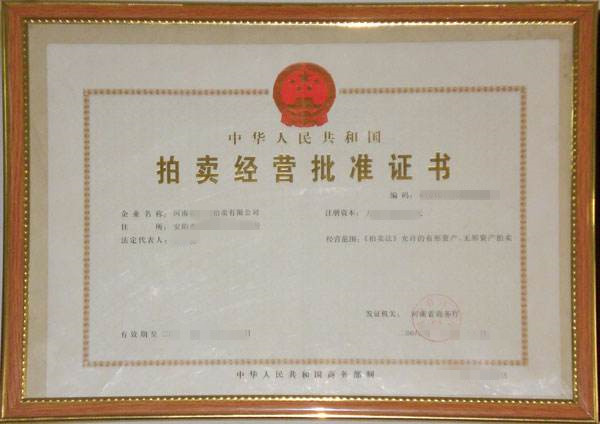 中华人民共和国
拍卖经营批准证书
编 码:
企 业 名 称: 河南 拍卖有限公司
注册资本: 元
住 所: 安阳
法定代表人:
经营范围:《拍卖法》允许的有形资产、无形资产拍卖
发证机关: 河南省商务厅
有效期至 二 日
中华人民共和国商务部制